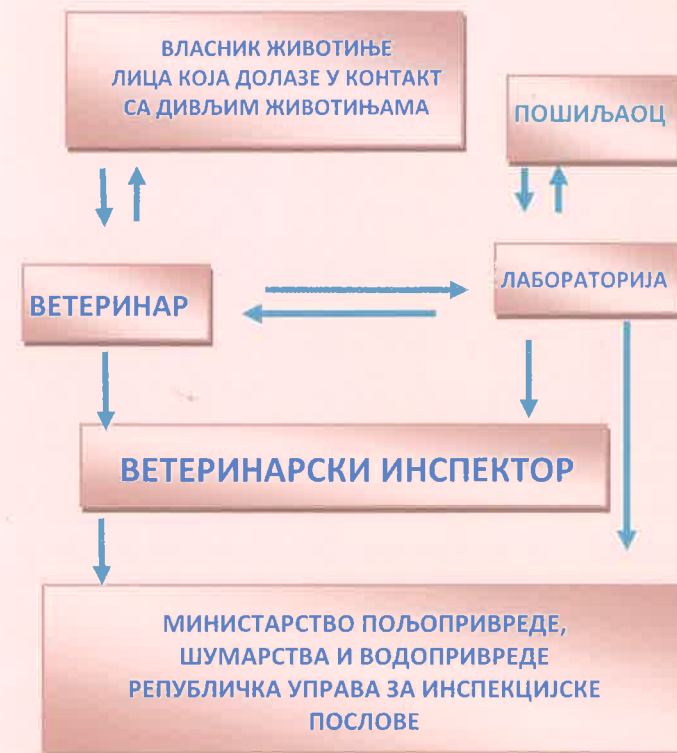 ВЛАСНИК ЖИВОТИЊЕ
ЛИЦА КОЈА ДОЛАЗЕ У КОНТАКТ
СА ДИВЉИМ ЖИВОТИЊАМА
ПОШИЉАОЦ
ВЕТЕРИНАР
ЛАБОРАТОРИЈА
ВЕТЕРИНАРСКИ ИНСПЕКТОР
МИНИСТАРСТВО ПОЉОПРИВРЕДЕ,
ШУМАРСТВА И ВОДОПРИВРЕДЕ
РЕПУБЛИЧКА УПРАВА ЗА ИНСПЕКЦИЈСКЕ
ПОСЛОВЕ